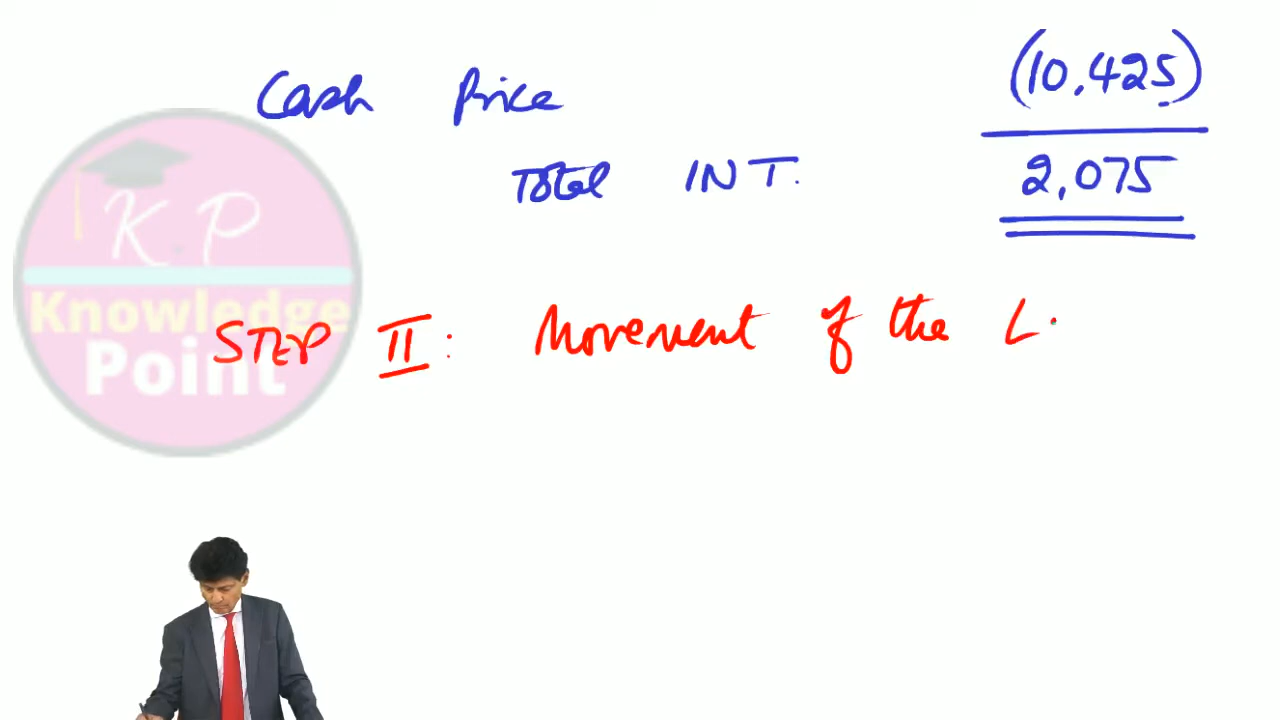 Cash Price (10,425)
Total INT. 2,075
K.P
Knowledge
Point
STEP II: Movement of the L